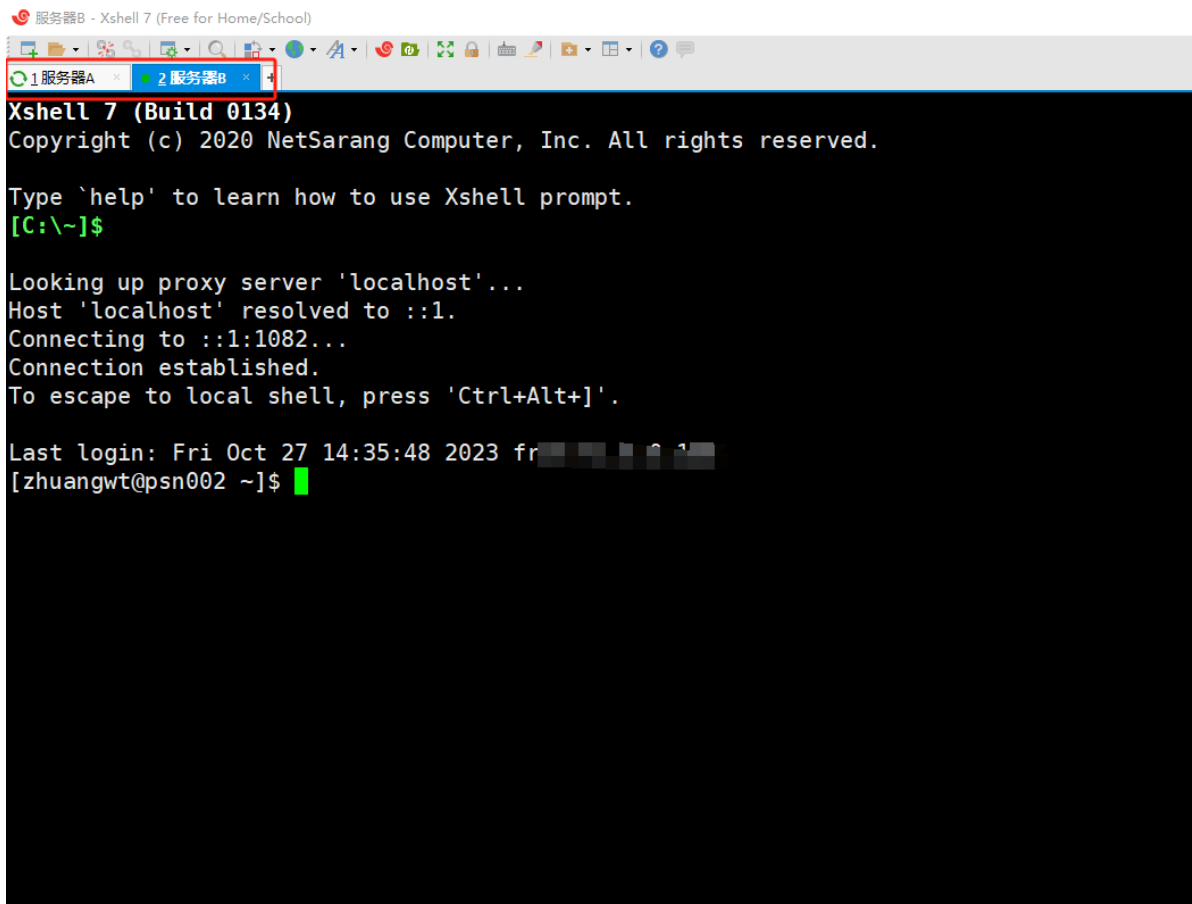 服务器B - Xshell 7 (Free for Home/School)
1 服务器A × 2 服务器B × +
Xshell 7 (Build 0134)
Copyright (c) 2020 NetSarang Computer, Inc. All rights reserved.
Type `help' to learn how to use Xshell prompt.
[C:\~]$
Looking up proxy server 'localhost'...
Host 'localhost' resolved to ::1.
Connecting to ::1:1082...
Connection established.
To escape to local shell, press 'Ctrl+Alt+]'.
Last login: Fri Oct 27 14:35:48 2023
[zhuangwt@psn002 ~]$